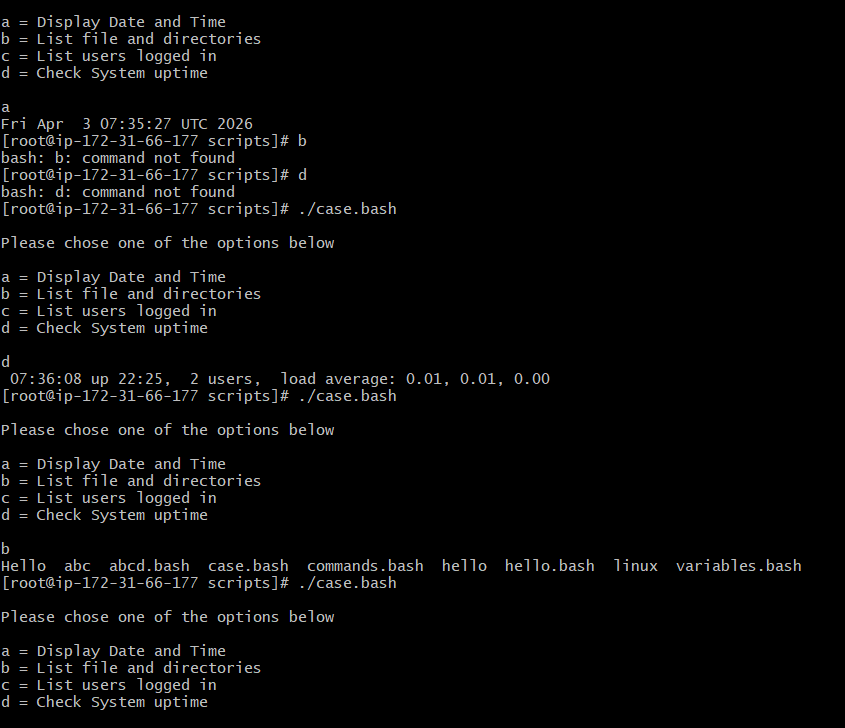 a = Display Date and Time
b = List file and directories
c = List users logged in
d = Check System uptime
a
Fri Apr  3 07:35:27 UTC 2026
[root@ip-172-31-66-177 scripts]# b
bash: b: command not found
[root@ip-172-31-66-177 scripts]# d
bash: d: command not found
[root@ip-172-31-66-177 scripts]# ./case.bash
Please chose one of the options below
a = Display Date and Time
b = List file and directories
c = List users logged in
d = Check System uptime
d
 07:36:08 up 22:25,  2 users,  load average: 0.01, 0.01, 0.00
[root@ip-172-31-66-177 scripts]# ./case.bash
Please chose one of the options below
a = Display Date and Time
b = List file and directories
c = List users logged in
d = Check System uptime
b
Hello  abc  abcd.bash  case.bash  commands.bash  hello  hello.bash  linux  variables.bash
[root@ip-172-31-66-177 scripts]# ./case.bash
Please chose one of the options below
a = Display Date and Time
b = List file and directories
c = List users logged in
d = Check System uptime